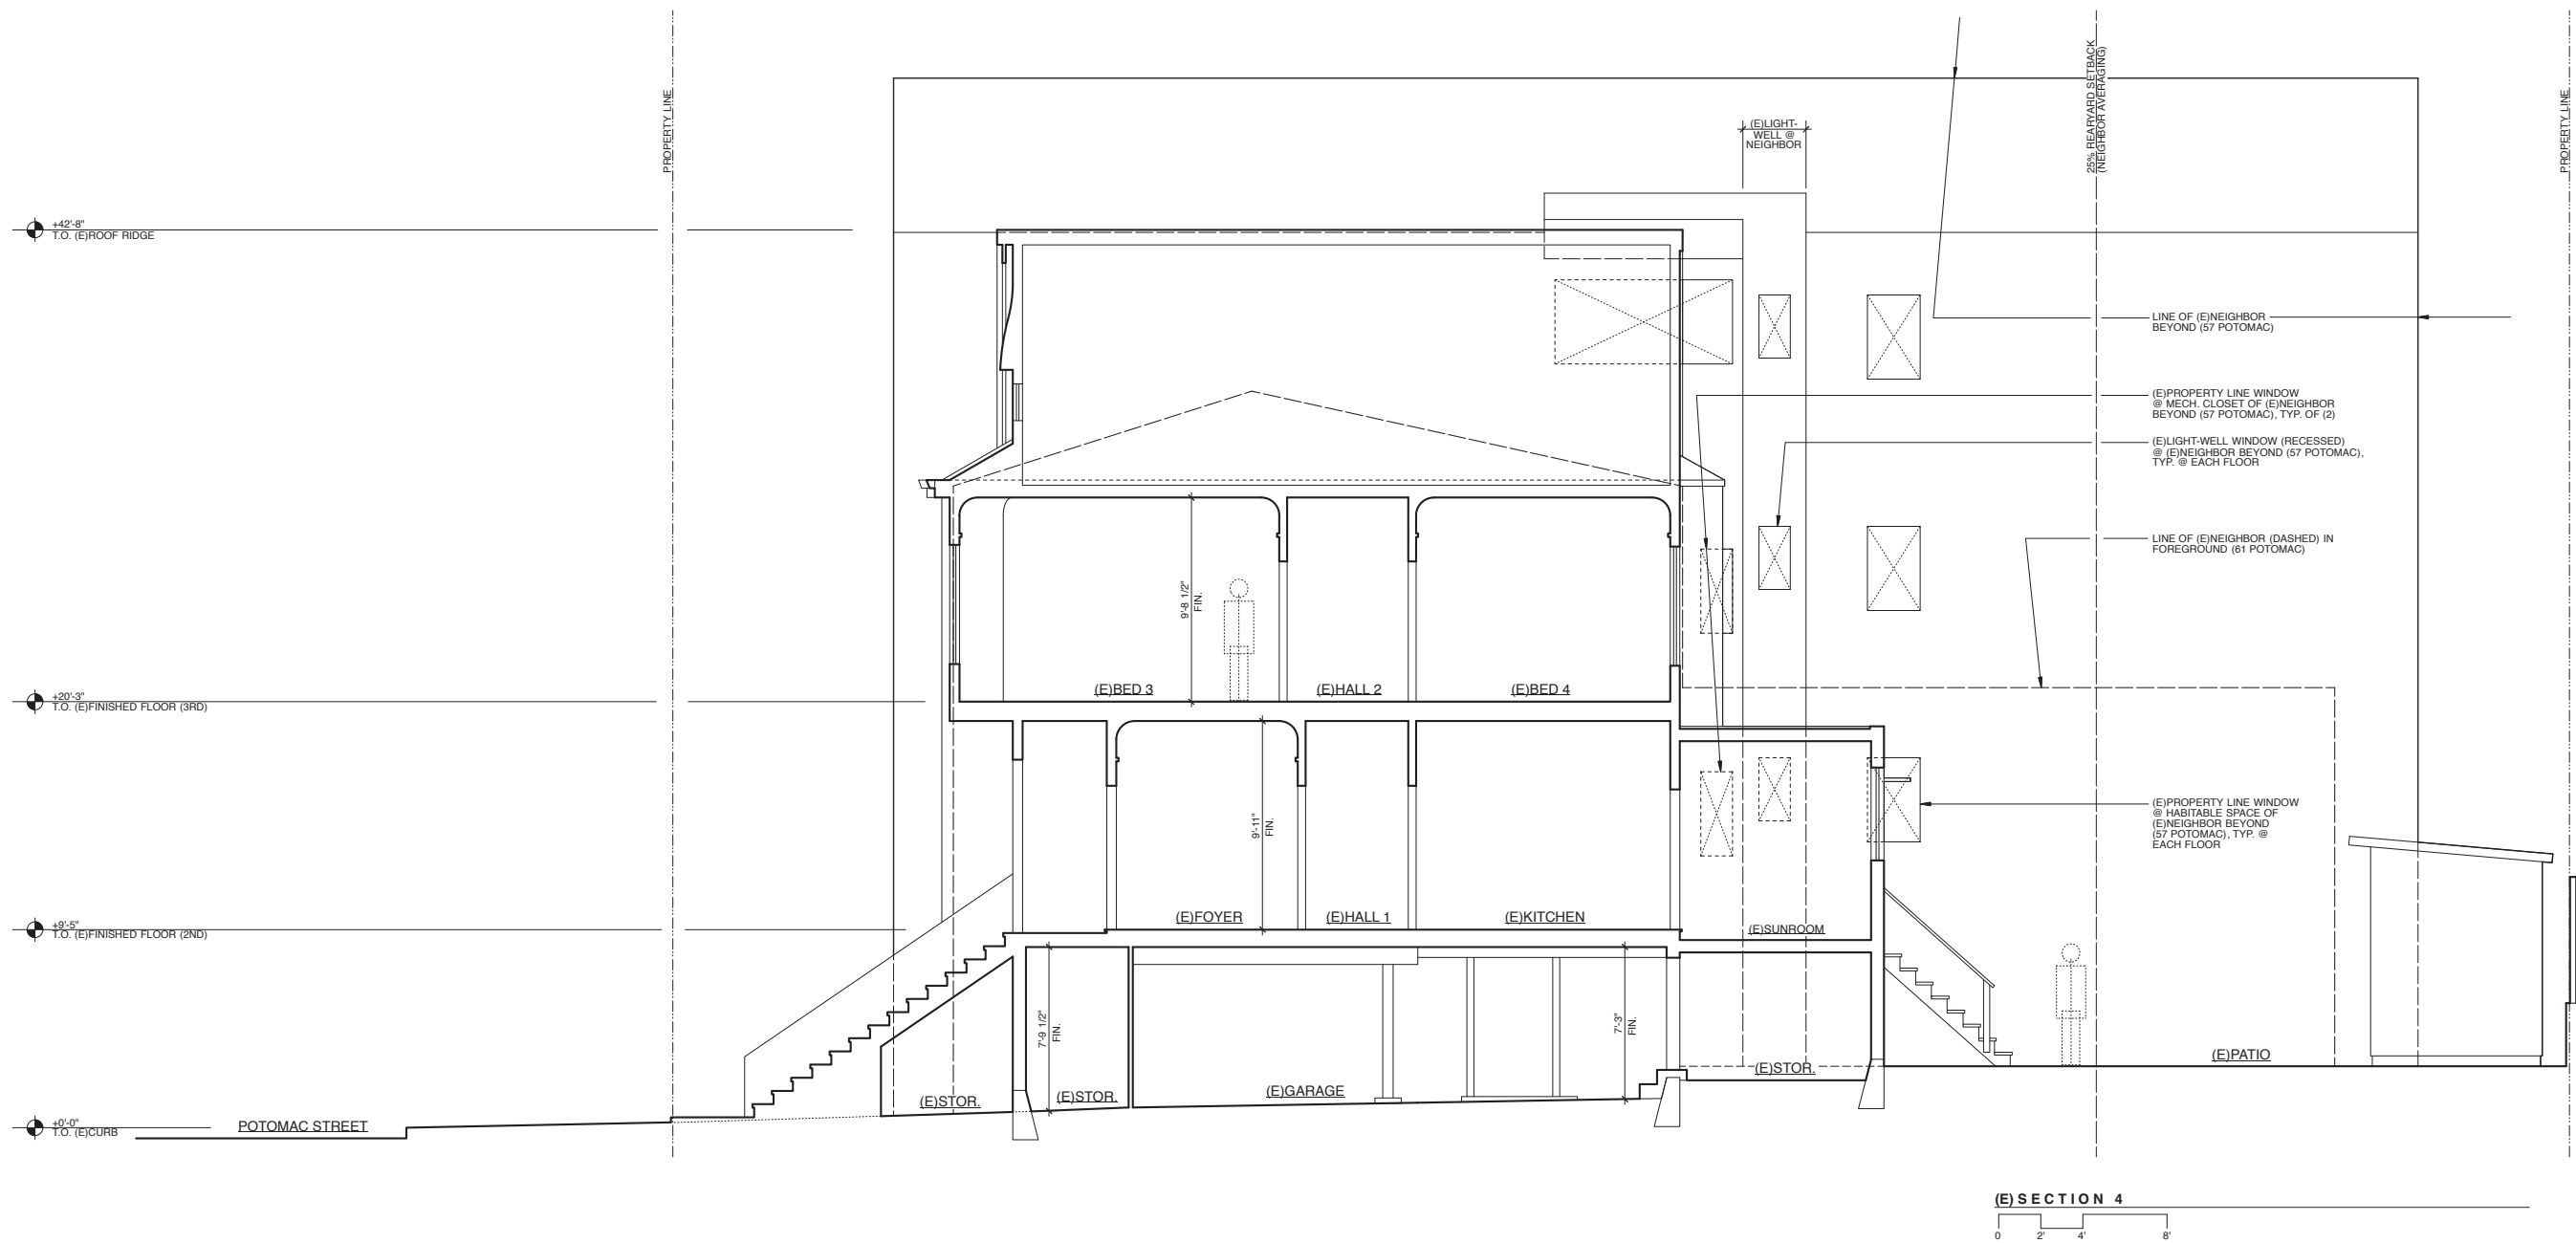 PROPERTY LINE
25% REARYARD SETBACK
(NEIGHBOR AVERAGING)
PROPERTY LINE
(E)LIGHT-
WELL @
NEIGHBOR
+42'-8"
T.O. (E)ROOF RIDGE
LINE OF (E)NEIGHBOR
BEYOND (57 POTOMAC)
(E)PROPERTY LINE WINDOW
@ MECH. CLOSET OF (E)NEIGHBOR
BEYOND (57 POTOMAC), TYP. OF (2)
(E)LIGHT-WELL WINDOW (RECESSED)
@ (E)NEIGHBOR BEYOND (57 POTOMAC),
TYP. @ EACH FLOOR
LINE OF (E)NEIGHBOR (DASHED) IN
FOREGROUND (61 POTOMAC)
9'-8 1/2"
FIN.
(E)BED 3
(E)HALL 2
(E)BED 4
+20'-3"
T.O. (E)FINISHED FLOOR (3RD)
(E)PROPERTY LINE WINDOW
@ HABITABLE SPACE OF
(E)NEIGHBOR BEYOND
(57 POTOMAC), TYP. @
EACH FLOOR
9'-11"
FIN.
(E)FOYER
(E)HALL 1
(E)KITCHEN
(E)SUNROOM
+9'-5"
T.O. (E)FINISHED FLOOR (2ND)
7'-9 1/2"
FIN.
7'-3"
FIN.
(E)PATIO
(E)STOR.
(E)STOR.
(E)STOR.
(E)GARAGE
+0'-0"
T.O. (E)CURB
POTOMAC STREET
(E) SECTION 4
0 2' 4' 8'